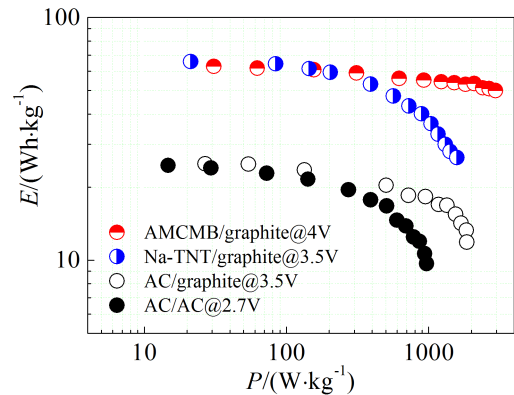 100
10
E/(Wh·kg⁻¹)
AMCMB/graphite@4V
Na-TNT/graphite@3.5V
AC/graphite@3.5V
AC/AC@2.7V
10 100 1000
P/(W·kg⁻¹)